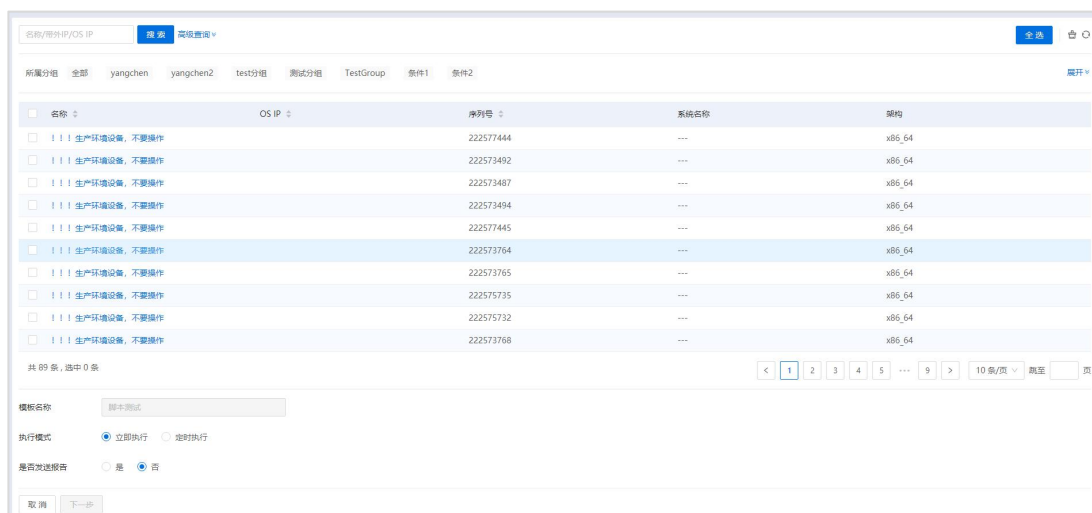 名称/带外IP/OS IP 搜索 高级查询 全选
所属分组 全部 yangchen yangchen2 test分组 测试分组 TestGroup 条件1 条件2 展开
名称 OS IP 序列号 系统名称 架构
！！！生产环境设备，不要操作 222577444 --- x86_64
！！！生产环境设备，不要操作 222573492 --- x86_64
！！！生产环境设备，不要操作 222573487 --- x86_64
！！！生产环境设备，不要操作 222573494 --- x86_64
！！！生产环境设备，不要操作 222577445 --- x86_64
！！！生产环境设备，不要操作 222573764 --- x86_64
！！！生产环境设备，不要操作 222573765 --- x86_64
！！！生产环境设备，不要操作 222575735 --- x86_64
！！！生产环境设备，不要操作 222575732 --- x86_64
！！！生产环境设备，不要操作 222573768 --- x86_64
共 89 条 , 选中 0 条 < 1 2 3 4 5 ··· 9 > 10 条/页 跳至 页
模板名称 脚本测试
执行模式 立即执行 定时执行
是否发送报告 是 否
取消 下一步